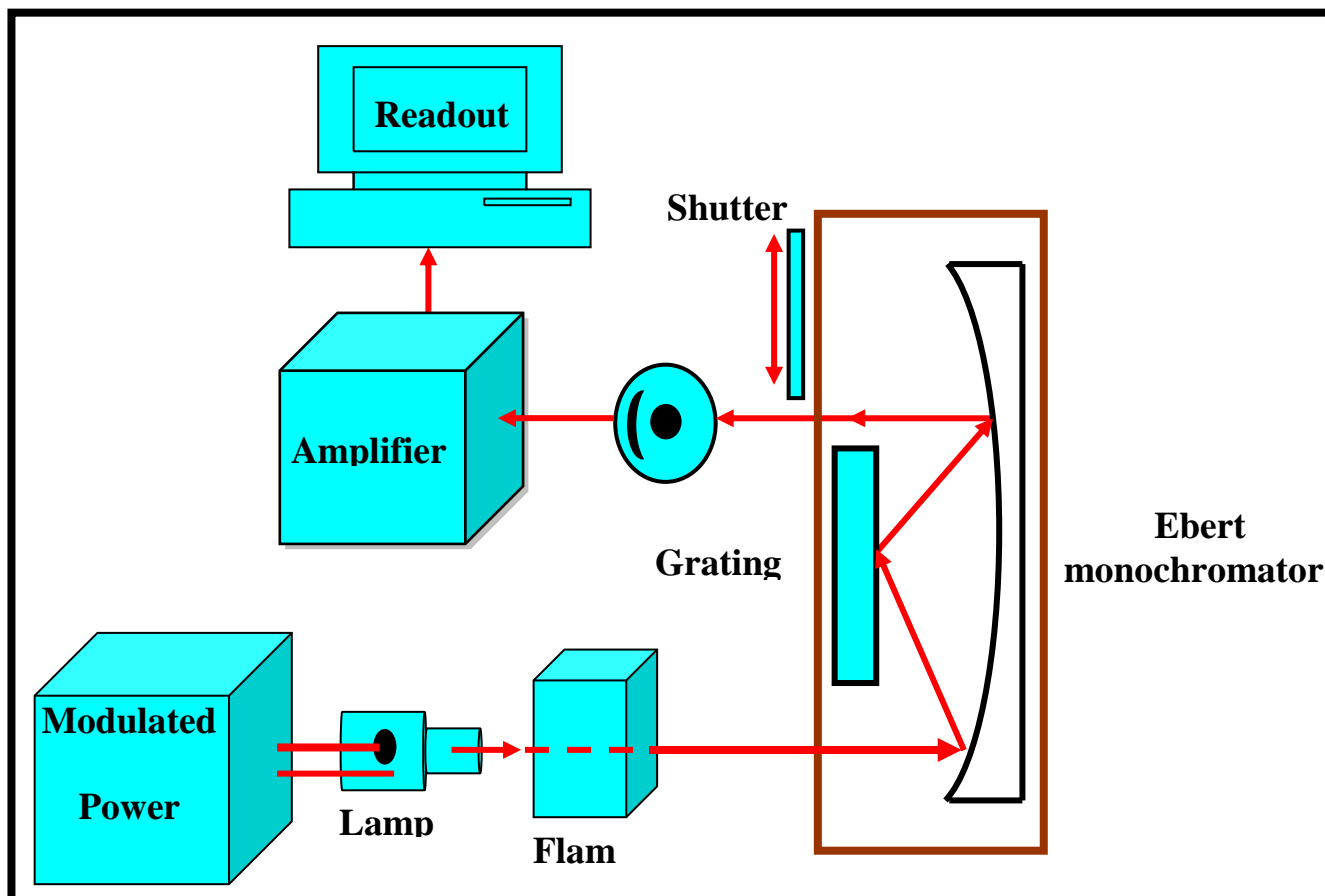 Readout
Shutter
Amplifier
Grating
Ebert
monochromator
Modulated
Power
Lamp
Flam